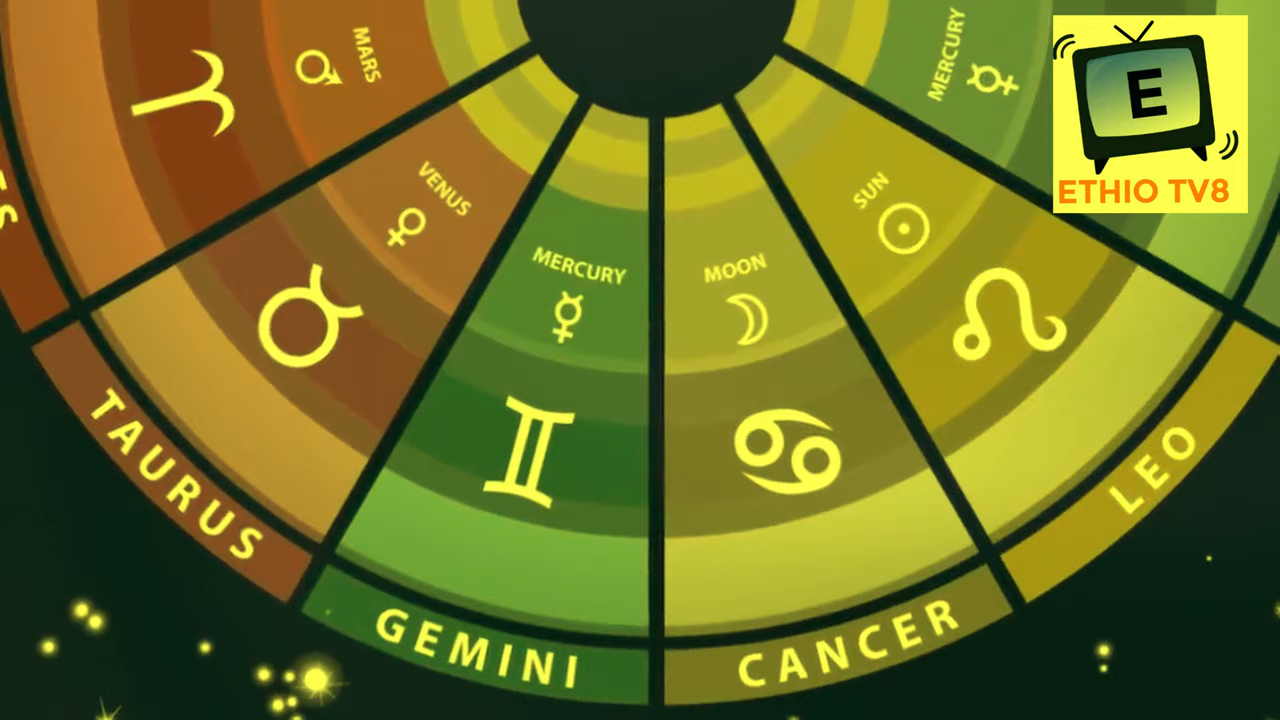 MARS
VENUS
MERCURY
MOON
SUN
MERCURY
TAURUS
GEMINI
CANCER
LEO
E
ETHIO TV8